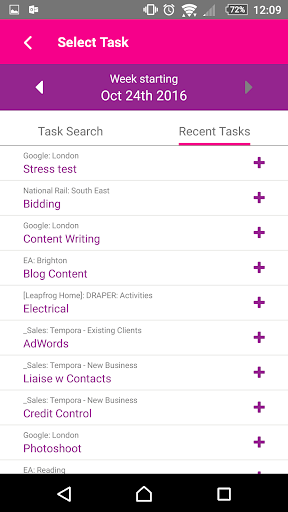 72% 12:09
Select Task
Week starting
Oct 24th 2016
Task Search
Recent Tasks
Google: London
Stress test
National Rail: South East
Bidding
Google: London
Content Writing
EA: Brighton
Blog Content
[Leapfrog Home]: DRAPER: Activities
Electrical
_Sales: Tempora - Existing Clients
AdWords
_Sales: Tempora - New Business
Liaise w Contacts
_Sales: Tempora - New Business
Credit Control
Google: London
Photoshoot
EA: Reading